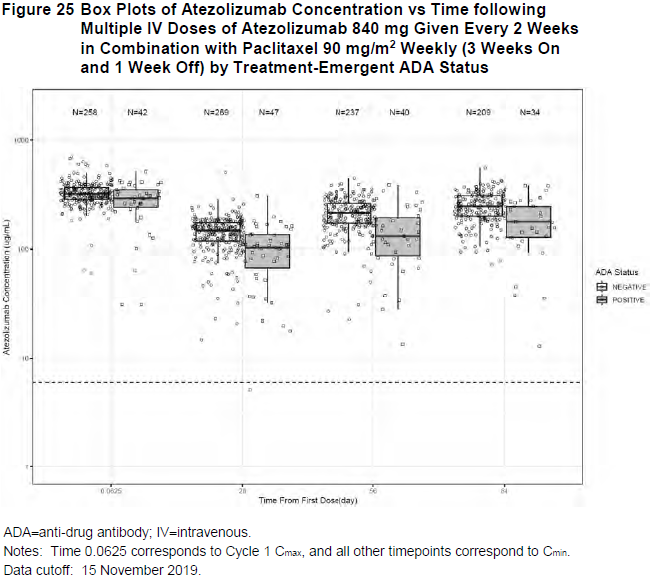 Figure 25 Box Plots of Atezolizumab Concentration vs Time following
Multiple IV Doses of Atezolizumab 840 mg Given Every 2 Weeks
in Combination with Paclitaxel 90 mg/m² Weekly (3 Weeks On
and 1 Week Off) by Treatment-Emergent ADA Status
N=258 N=42 N=269 N=47 N=237 N=40 N=209 N=34
1000
100
10
1
Atezolizumab Concentration (ug/mL)
ADA Status
NEGATIVE
POSITIVE
0.0625 28 56 84
Time From First Dose(day)
ADA=anti-drug antibody; IV=intravenous.
Notes: Time 0.0625 corresponds to Cycle 1 Cmax, and all other timepoints correspond to Cmin.
Data cutoff: 15 November 2019.